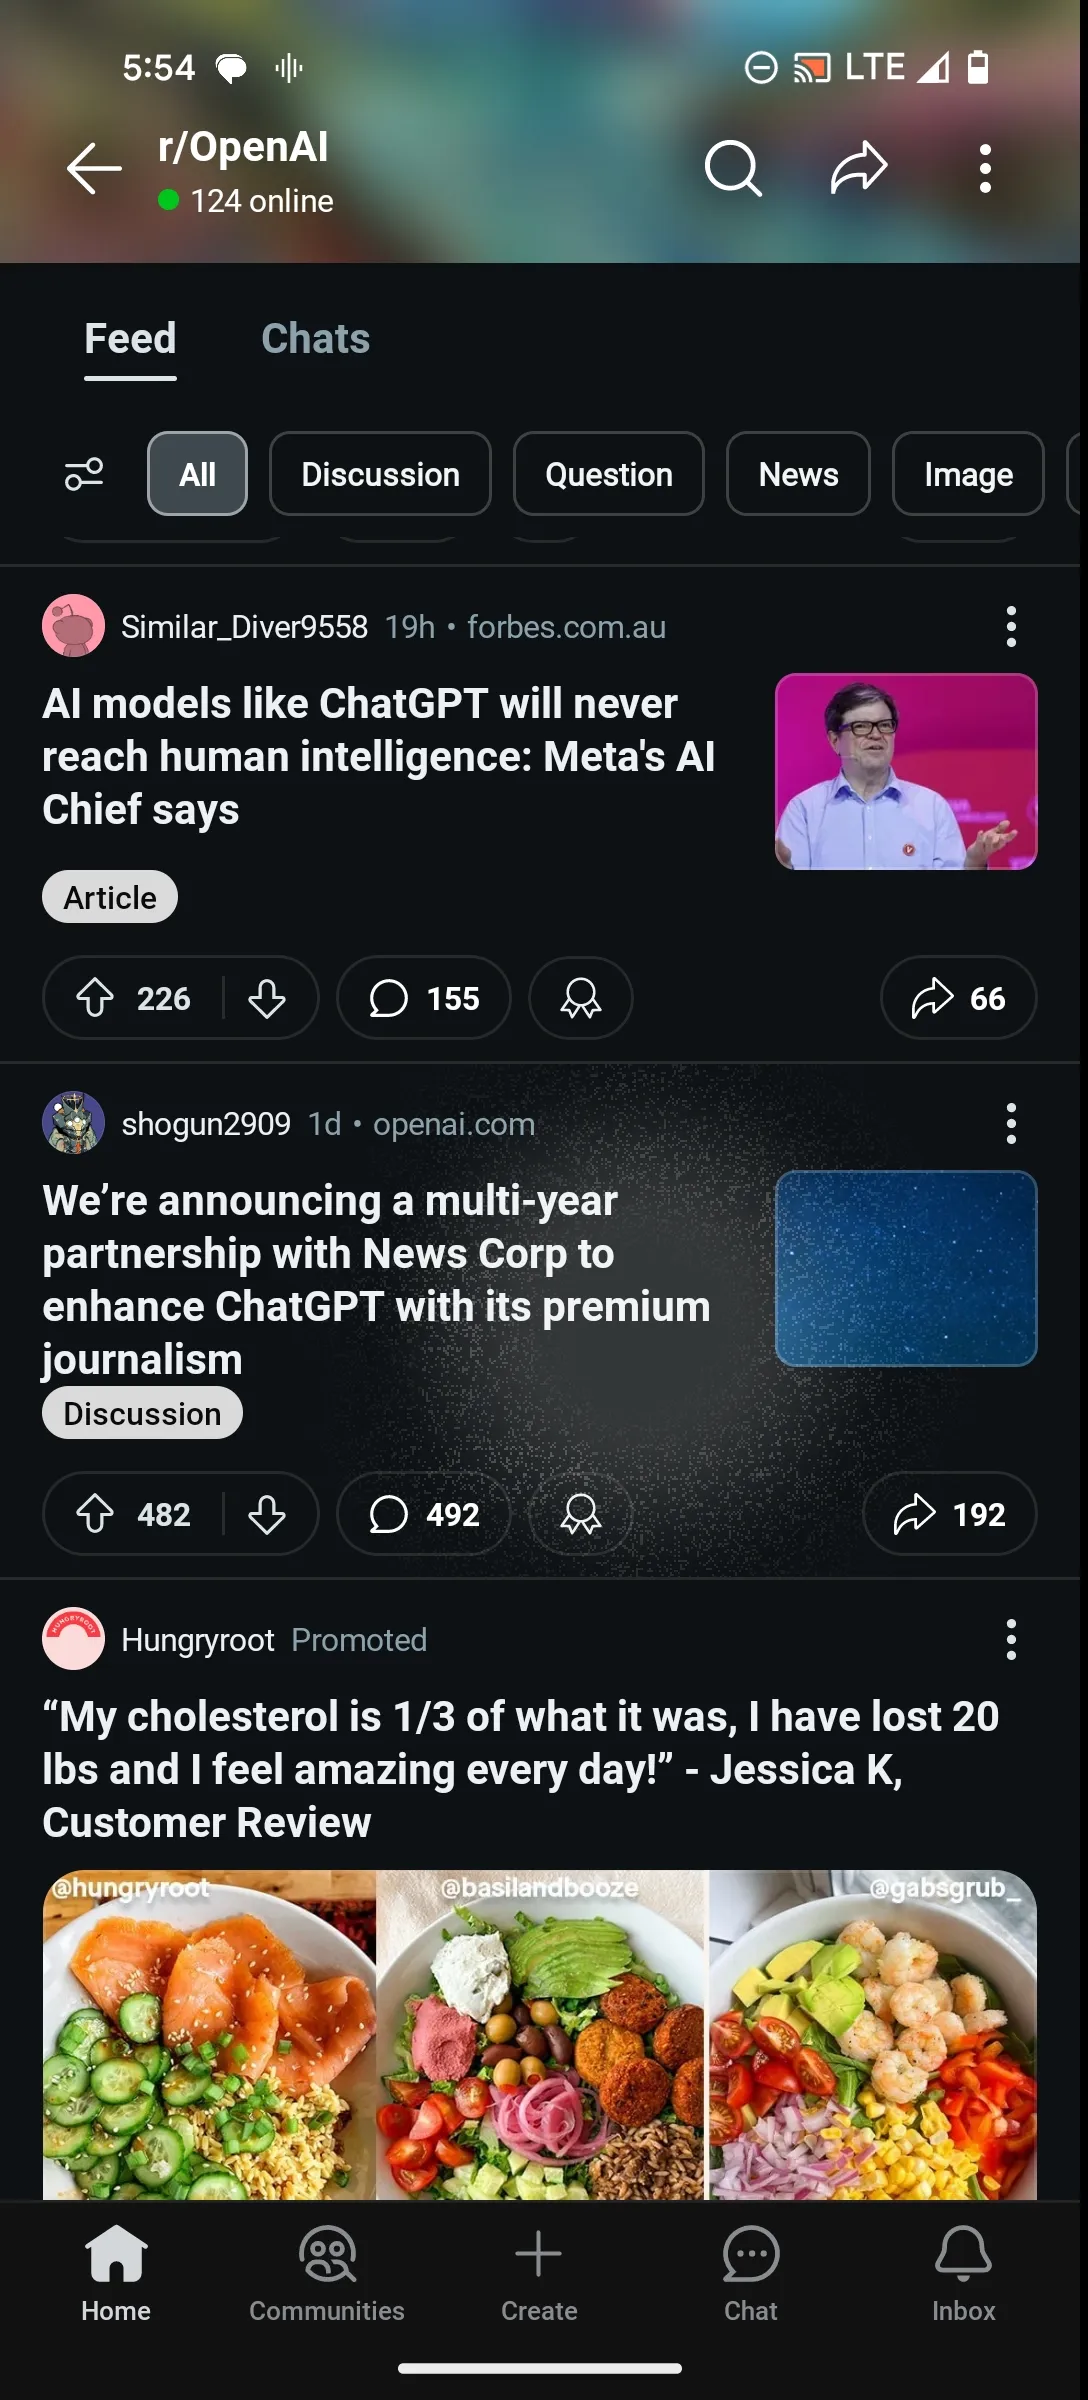 5:54
LTE
r/OpenAI
124 online
Feed
Chats
All
Discussion
Question
News
Image
Similar_Diver9558 19h • forbes.com.au
AI models like ChatGPT will never
reach human intelligence: Meta's AI
Chief says
Article
226
155
66
shogun2909 1d • openai.com
We’re announcing a multi-year
partnership with News Corp to
enhance ChatGPT with its premium
journalism
Discussion
482
492
192
HUNGRYROOT
Hungryroot Promoted
“My cholesterol is 1/3 of what it was, I have lost 20
lbs and I feel amazing every day!” - Jessica K,
Customer Review
@hungryroot
@basilandbooze
@gabsgrub_
Home
Communities
Create
Chat
Inbox